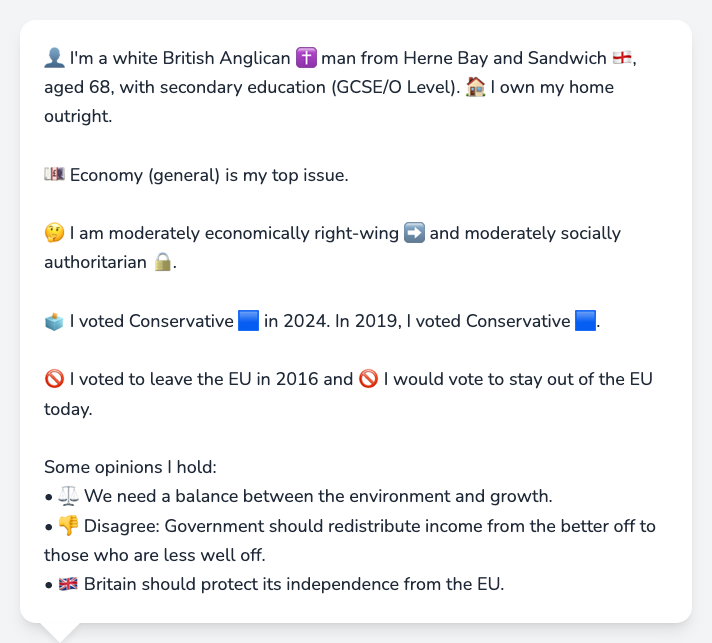 👤 I'm a white British Anglican ✝️ man from Herne Bay and Sandwich 🏴󠁧󠁢󠁥󠁮󠁧󠁿,
aged 68, with secondary education (GCSE/O Level). 🏠 I own my home
outright.
💷 Economy (general) is my top issue.
🤔 I am moderately economically right-wing ➡️ and moderately socially
authoritarian 🔒.
🗳️ I voted Conservative 🟦 in 2024. In 2019, I voted Conservative 🟦.
🚫 I voted to leave the EU in 2016 and 🚫 I would vote to stay out of the EU
today.
Some opinions I hold:
• ⚖️ We need a balance between the environment and growth.
• 👎 Disagree: Government should redistribute income from the better off to
those who are less well off.
• 🇬🇧 Britain should protect its independence from the EU.